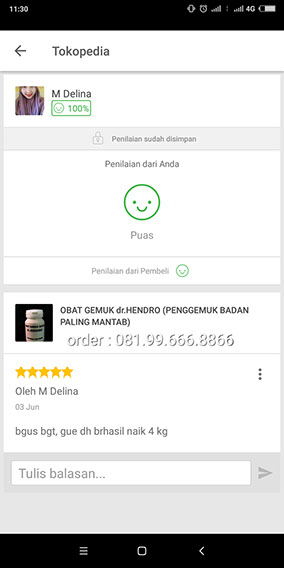 11:30
4G
Tokopedia
M Delina
100%
Penilaian sudah disimpan
Penilaian dari Anda
Puas
Penilaian dari Pembeli
OBAT GEMUK dr.HENDRO (PENGGEMUK BADAN
PALING MANTAB)
order : 081.99.666.8866
Oleh M Delina
03 Jun
bgus bgt, gue dh brhasil naik 4 kg
Tulis balasan...